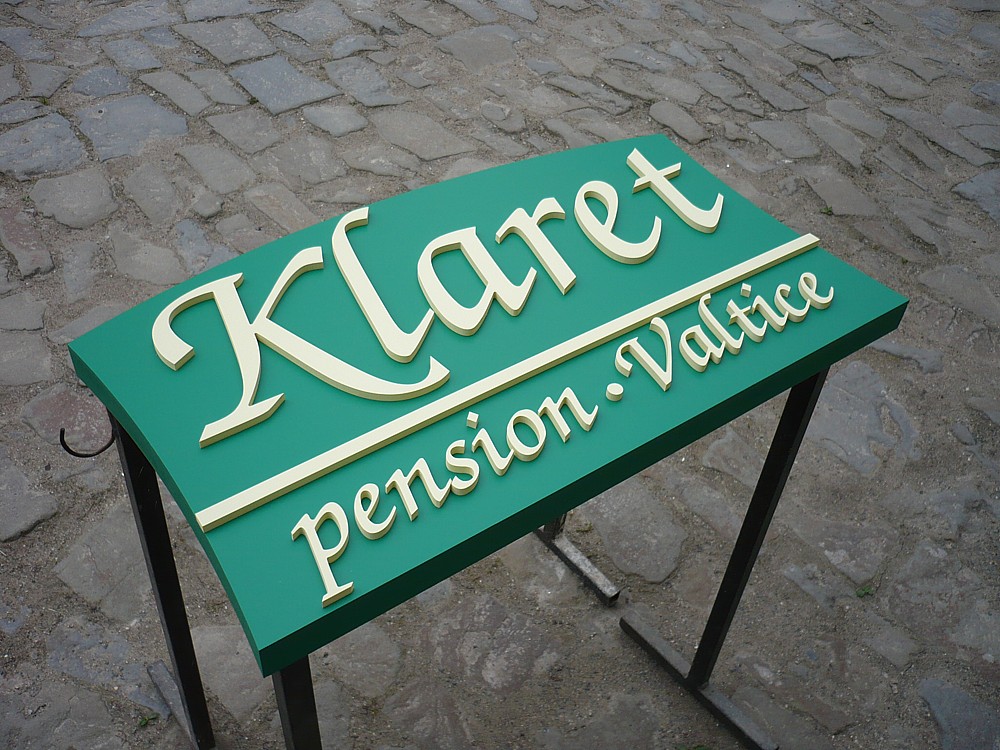 Klaret
pension · Valtice